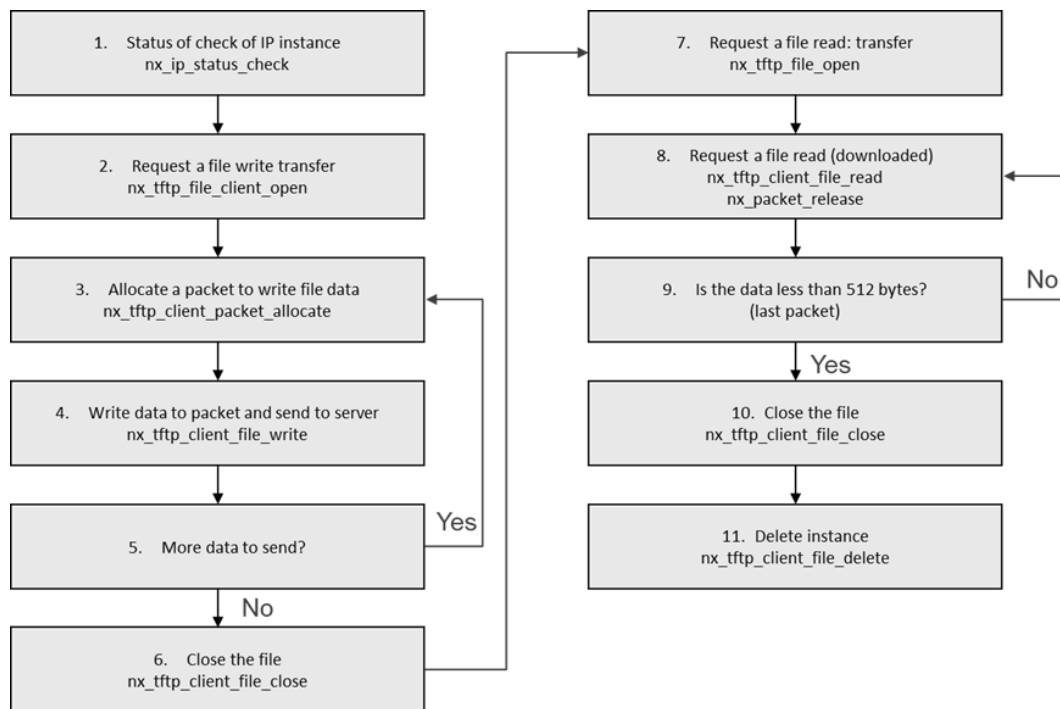 1. Status of check of IP instance
nx_ip_status_check
2. Request a file write transfer
nx_tftp_file_client_open
3. Allocate a packet to write file data
nx_tftp_client_packet_allocate
4. Write data to packet and send to server
nx_tftp_client_file_write
5. More data to send?
Yes
No
6. Close the file
nx_tftp_client_file_close
7. Request a file read: transfer
nx_tftp_file_open
8. Request a file read (downloaded)
nx_tftp_client_file_read
nx_packet_release
9. Is the data less than 512 bytes?
(last packet)
No
Yes
10. Close the file
nx_tftp_client_file_close
11. Delete instance
nx_tftp_client_file_delete